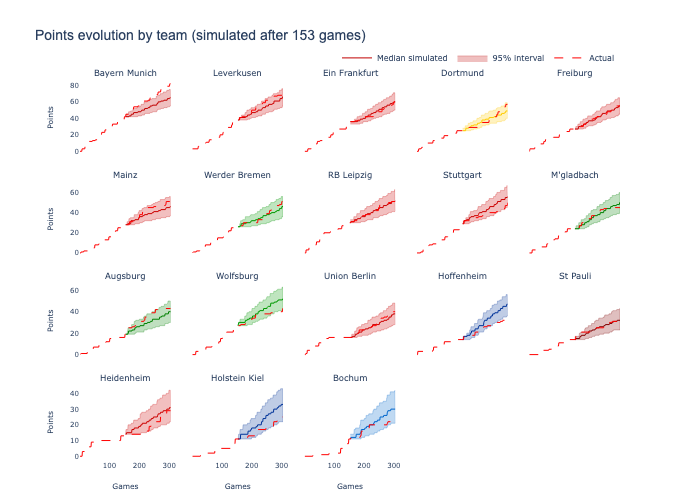 Points evolution by team (simulated after 153 games)
Median simulated 95% interval Actual
Bayern Munich Leverkusen Ein Frankfurt Dortmund Freiburg
80
60
40
20
0
Points
Mainz Werder Bremen RB Leipzig Stuttgart M'gladbach
60
40
20
0
Points
Augsburg Wolfsburg Union Berlin Hoffenheim St Pauli
60
40
20
0
Points
Heidenheim Holstein Kiel Bochum
40
30
20
10
0
Points
100 200 300 100 200 300 100 200 300
Games Games Games